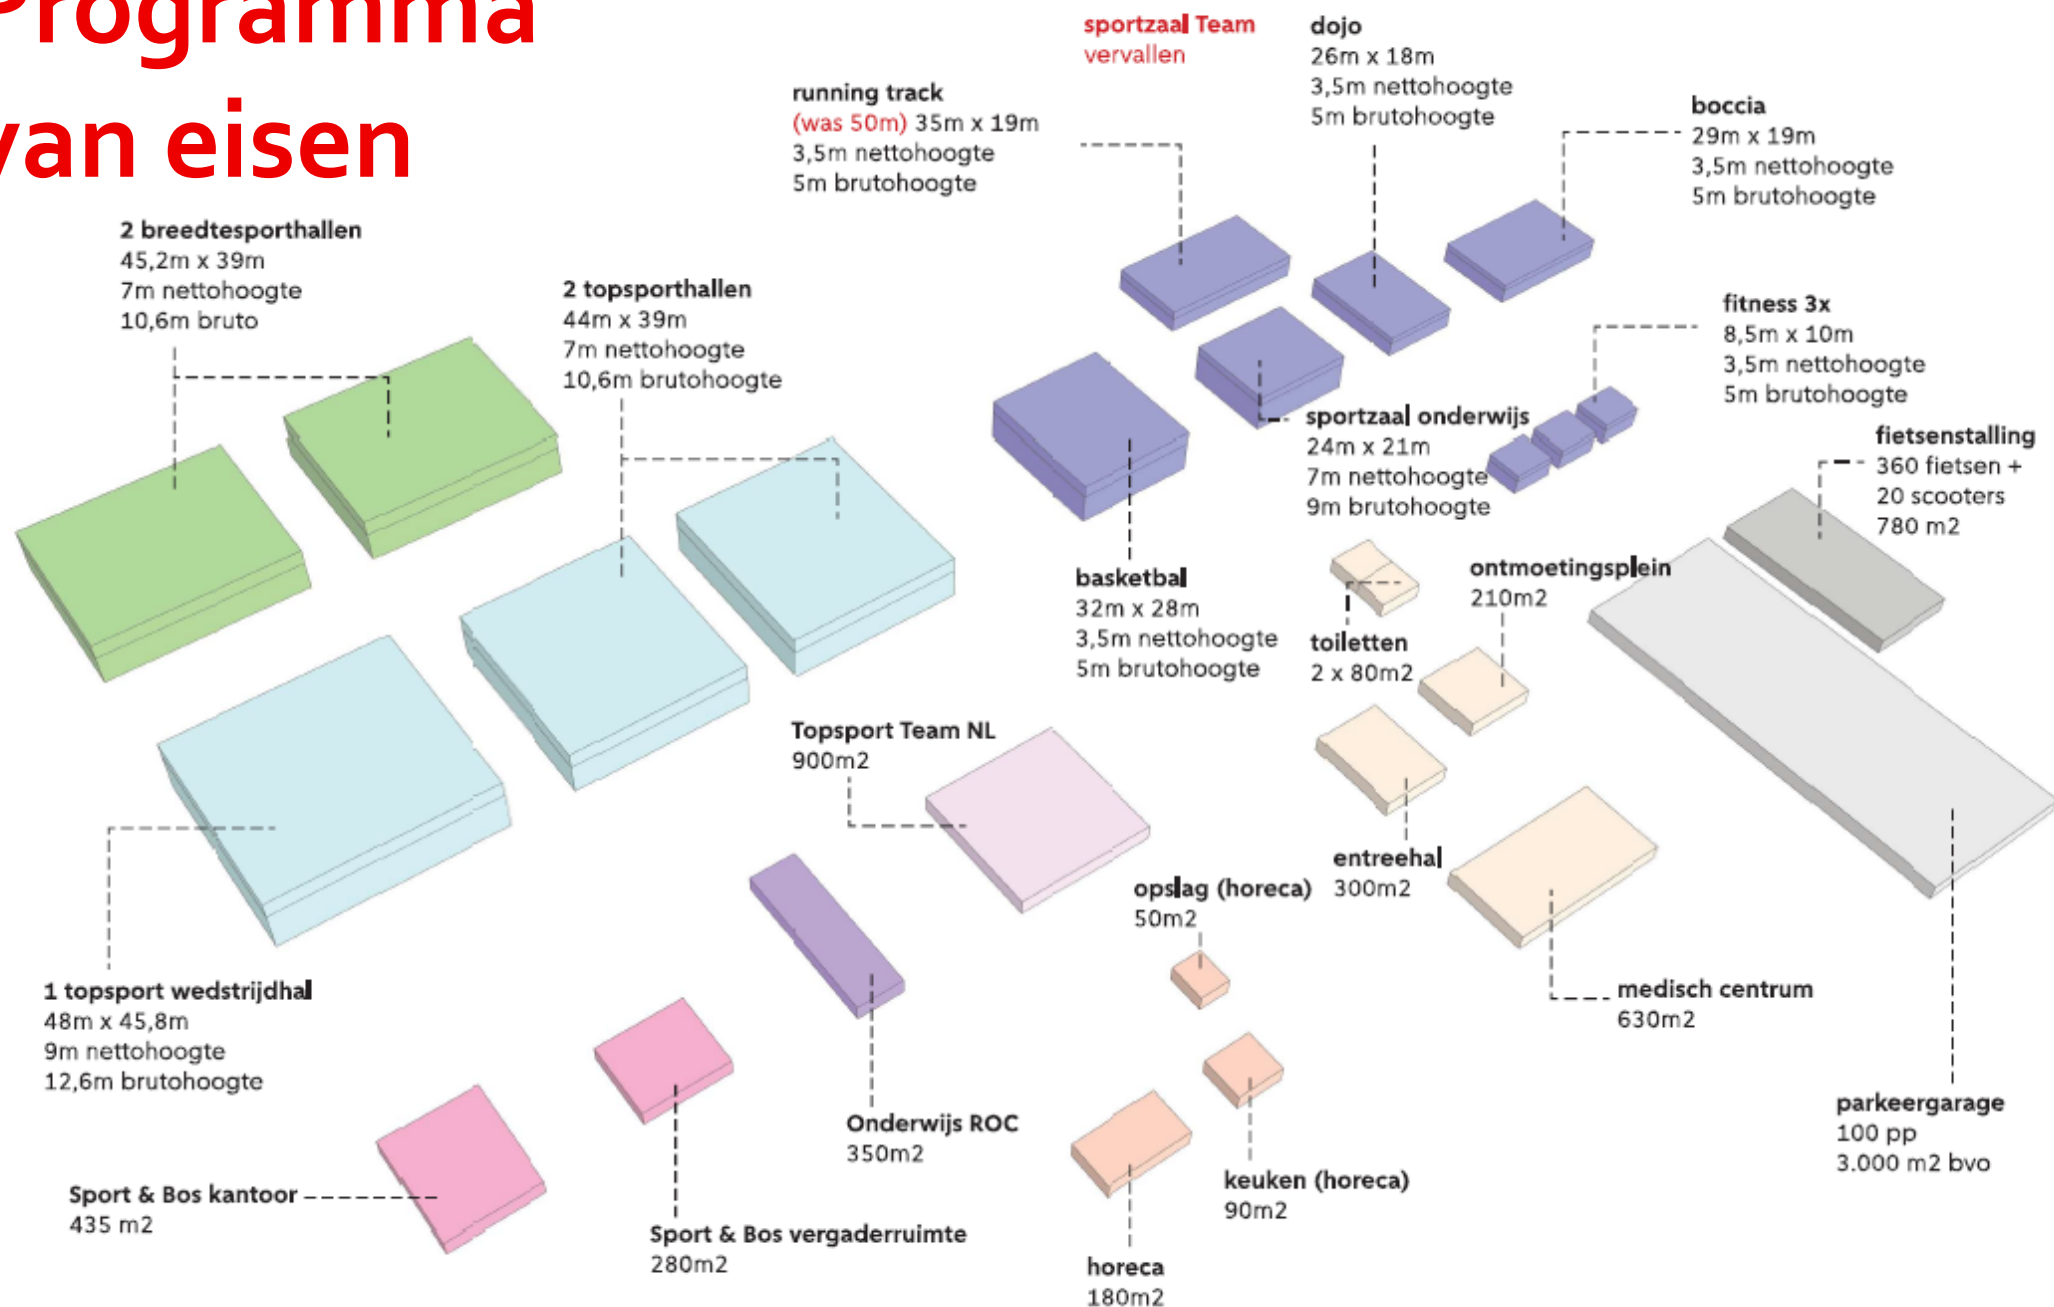 Programma
van eisen
sportzaal Team
vervallen
dojo
26m x 18m
3,5m nettohoogte
5m brutohoogte
running track
(was 50m) 35m x 19m
3,5m nettohoogte
5m brutohoogte
boccia
29m x 19m
3,5m nettohoogte
5m brutohoogte
2 breedtesporthallen
45,2m x 39m
7m nettohoogte
10,6m bruto
2 topsporthallen
44m x 39m
7m nettohoogte
10,6m brutohoogte
fitness 3x
8,5m x 10m
3,5m nettohoogte
5m brutohoogte
sportzaal onderwijs
24m x 21m
7m nettohoogte
9m brutohoogte
fietsenstalling
360 fietsen +
20 scooters
780 m2
basketbal
32m x 28m
3,5m nettohoogte
5m brutohoogte
toiletten
2 x 80m2
ontmoetingsplein
210m2
Topsport Team NL
900m2
entreehal
300m2
opslag (horeca)
50m2
1 topsport wedstrijdhal
48m x 45,8m
9m nettohoogte
12,6m brutohoogte
medisch centrum
630m2
Onderwijs ROC
350m2
parkeergarage
100 pp
3.000 m2 bvo
Sport & Bos kantoor
435 m2
keuken (horeca)
90m2
Sport & Bos vergaderruimte
280m2
horeca
180m2